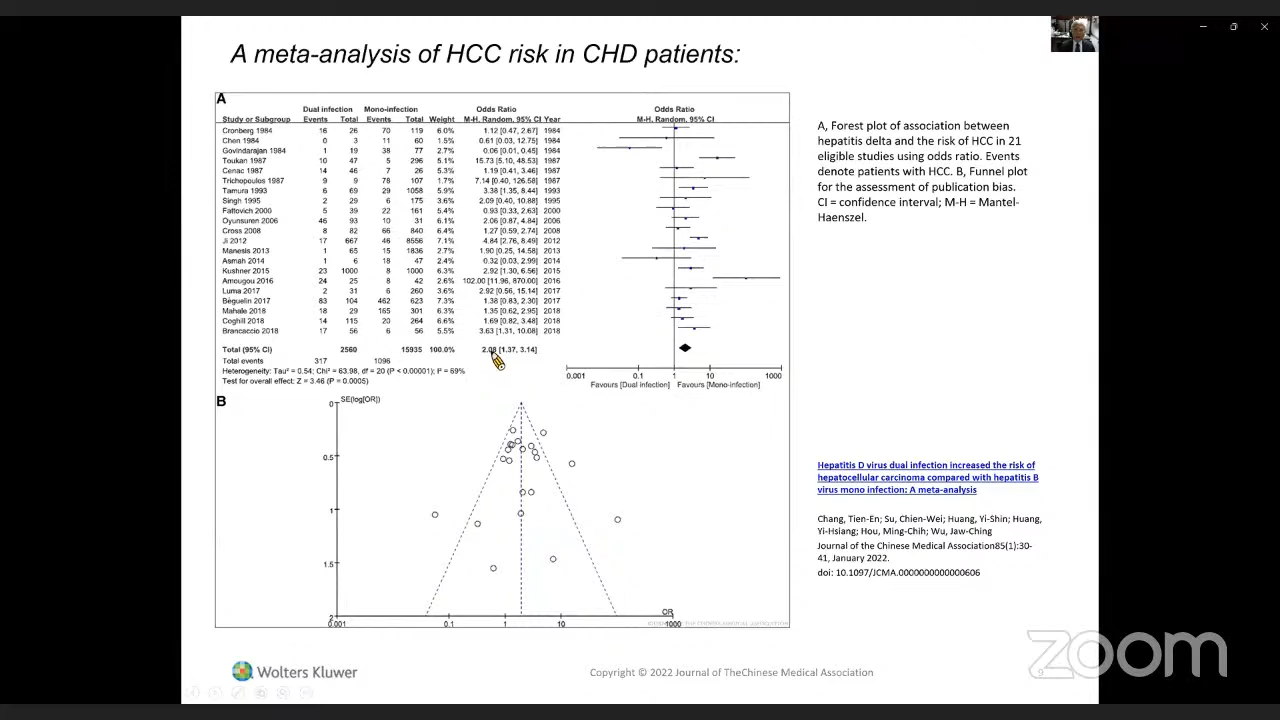 A meta-analysis of HCC risk in CHD patients:
A
Dual infection Mono-infection Odds Ratio Odds Ratio
Study or Subgroup Events Total Events Total Weight M-H, Random, 95% CI Year M-H, Random, 95% CI
Cronberg 1984 16 26 70 119 6.0% 1.12 [0.47, 2.67] 1984
Chen 1984 0 3 11 60 1.5% 0.61 [0.03, 12.75] 1984
Govindarajan 1984 1 19 38 77 2.7% 0.06 [0.01, 0.45] 1984
Toukan 1987 10 47 5 296 15.73 [5.10, 48.53] 1987
Cenac 1987 14 46 7 26 1.19 [0.41, 3.46] 1987
Trichopoulos 1987 9 9 78 107 1.7% 7.14 [0.40, 126.58] 1987
Tamura 1993 6 69 29 1058 5.9% 3.38 [1.35, 8.44] 1993
Singh 1995 2 29 6 175 2.09 [0.40, 10.88] 1995
Fattovich 2000 5 39 22 161 0.93 [0.33, 2.63] 2000
Oyunsuren 2006 46 93 10 31 2.06 [0.87, 4.84] 2006
Cross 2008 8 82 66 840 1.27 [0.59, 2.74] 2008
Ji 2012 17 667 46 8556 7.1% 4.84 [2.76, 8.49] 2012
Manesis 2013 1 65 15 1836 2.7% 1.90 [0.25, 14.58] 2013
Asmah 2014 1 6 18 47 0.32 [0.03, 2.99] 2014
Kushner 2015 23 1000 8 1000 6.3% 2.92 [1.30, 6.56] 2015
Amougou 2016 24 25 8 42 2.6% 102.00 [11.96, 870.00] 2016
Luma 2017 2 31 6 260 2.92 [0.56, 15.14] 2017
Béguelin 2017 83 104 462 623 7.3% 1.38 [0.83, 2.30] 2017
Mahale 2018 18 29 165 301 1.35 [0.62, 2.95] 2018
Coghill 2018 14 115 20 264 1.69 [0.82, 3.48] 2018
Brancaccio 2018 17 56 6 56 5.5% 3.63 [1.31, 10.08] 2018
Total (95% CI) 2560 15935 100.0% 2.08 [1.37, 3.14]
Total events 317 1096
Heterogeneity: Tau² = 0.54; Chi² = 63.98, df = 20 (P < 0.00001); I² = 69%
Test for overall effect: Z = 3.46 (P = 0.0005)
0.001 0.1 1 10 1000
Favours [Dual infection] Favours [Mono-infection]
B
SE(log[OR])
0
0.5
1
1.5
2
OR
0.001 0.1 1 10 1000
A, Forest plot of association between
hepatitis delta and the risk of HCC in 21
eligible studies using odds ratio. Events
denote patients with HCC. B, Funnel plot
for the assessment of publication bias.
CI = confidence interval; M-H = Mantel-
Haenszel.
Hepatitis D virus dual infection increased the risk of
hepatocellular carcinoma compared with hepatitis B
virus mono infection: A meta-analysis
Chang, Tien-En; Su, Chien-Wei; Huang, Yi-Shin; Huang,
Yi-Hsiang; Hou, Ming-Chih; Wu, Jaw-Ching
Journal of the Chinese Medical Association85(1):30-
41, January 2022.
doi: 10.1097/JCMA.0000000000000606
Wolters Kluwer
Copyright © 2022 Journal of TheChinese Medical Association
9
zoom